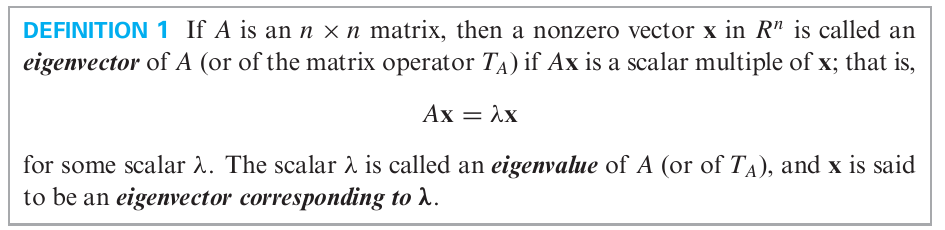 DEFINITION 1 If A is an n × n matrix, then a nonzero vector x in Rⁿ is called an
eigenvector of A (or of the matrix operator T_A) if Ax is a scalar multiple of x; that is,
Ax = λx
for some scalar λ. The scalar λ is called an eigenvalue of A (or of T_A), and x is said
to be an eigenvector corresponding to λ.